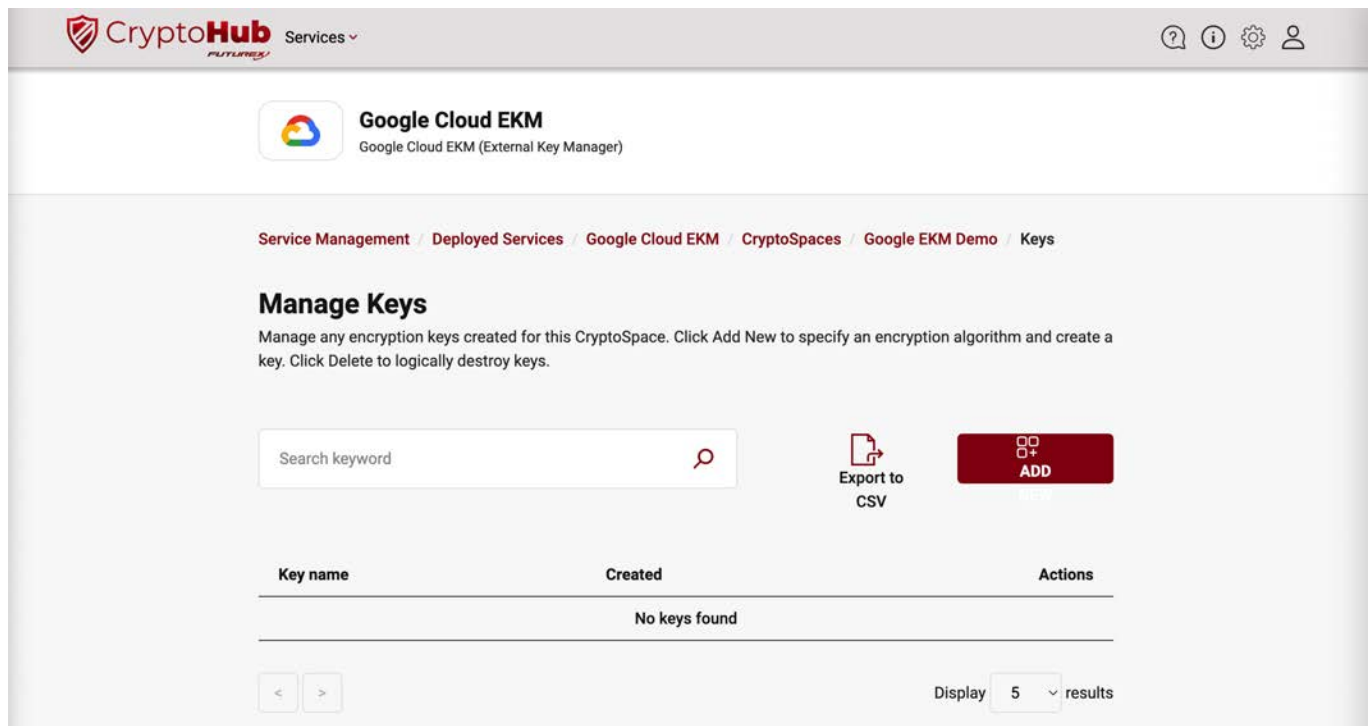 CryptoHub
FUTUREX
Services
Google Cloud EKM
Google Cloud EKM (External Key Manager)
Service Management / Deployed Services / Google Cloud EKM / CryptoSpaces / Google EKM Demo / Keys
Manage Keys
Manage any encryption keys created for this CryptoSpace. Click Add New to specify an encryption algorithm and create a
key. Click Delete to logically destroy keys.
Search keyword
Export to
CSV
ADD
NEW
Key name Created Actions
No keys found
< >
Display 5 results